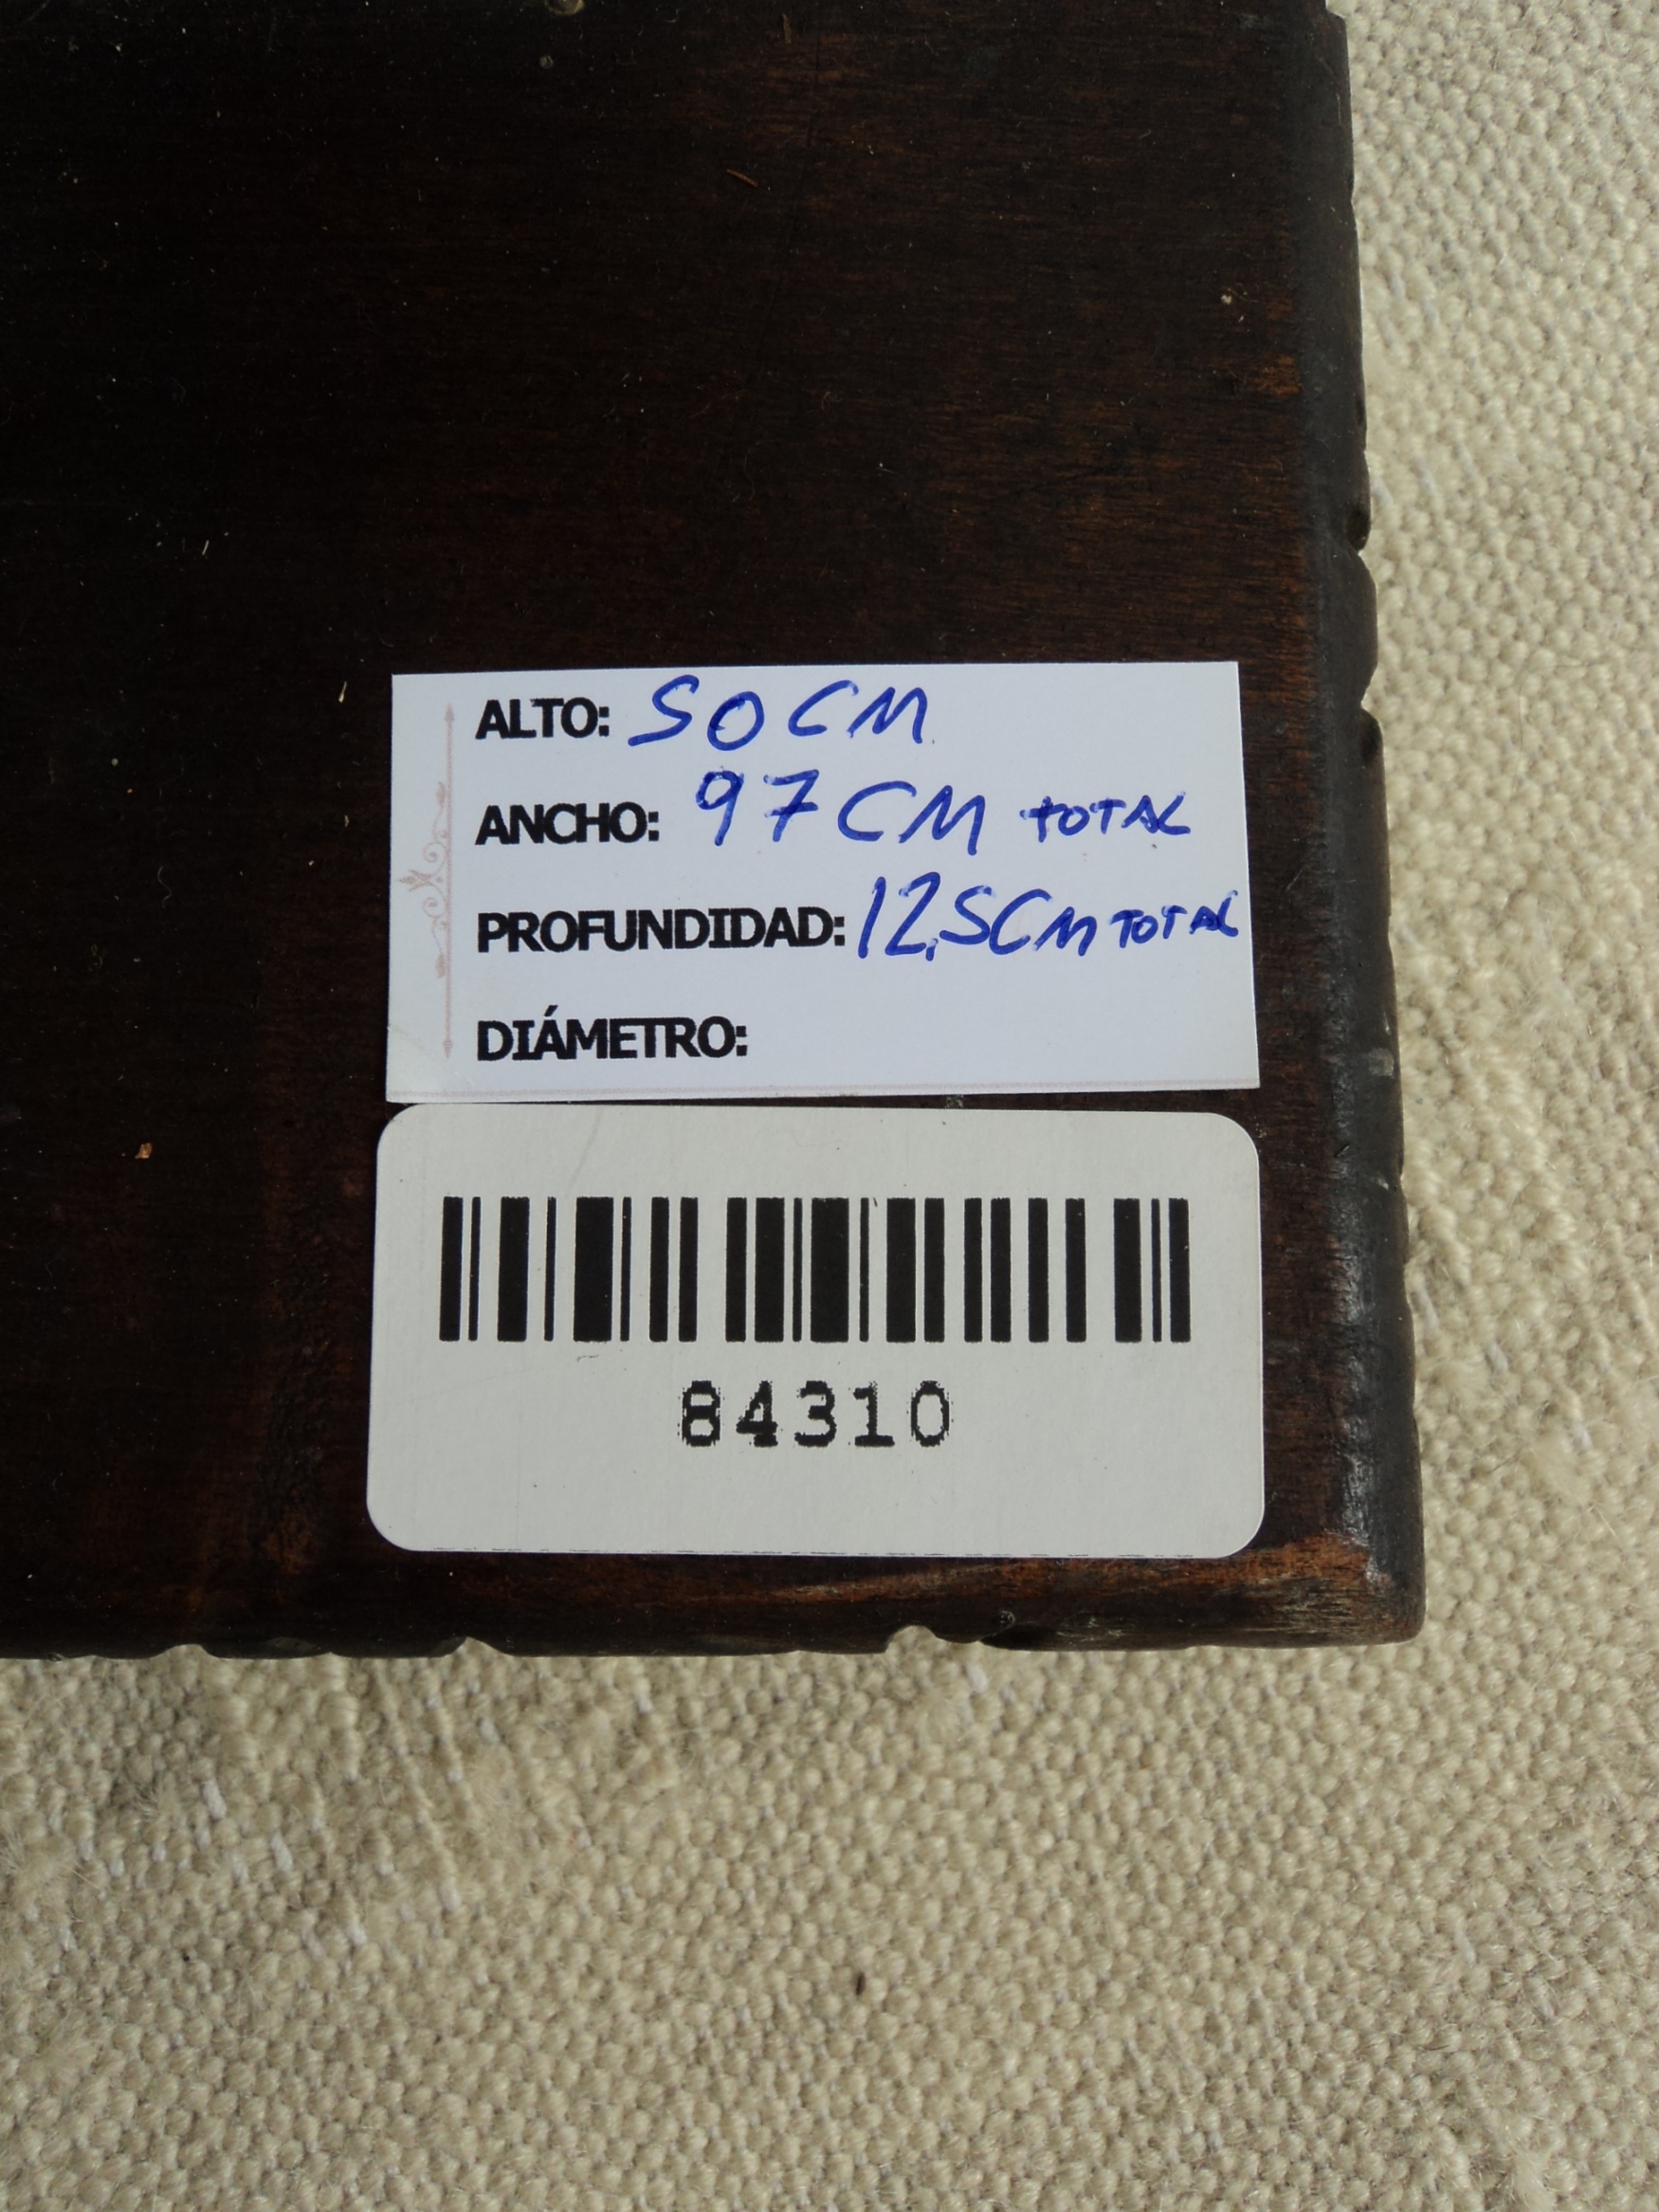 ALTO: 50 CM
ANCHO: 97 CM TOTAL
PROFUNDIDAD: 12,5 CM TOTAL
DIÁMETRO:
84310